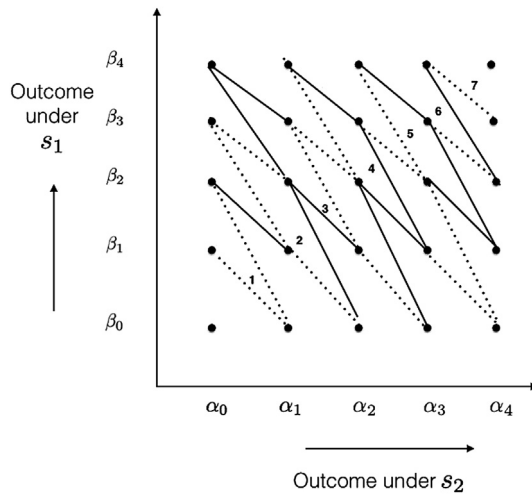 β₄
7
Outcome
under
s₁
β₃
6
5
4
β₂
3
2
β₁
1
β₀
α₀ α₁ α₂ α₃ α₄
Outcome under s₂